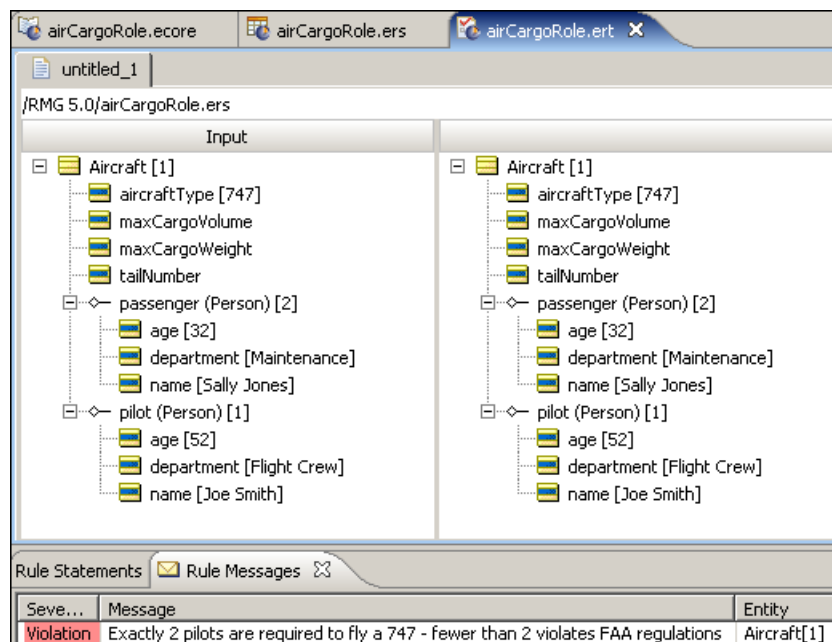 airCargoRole.ecore airCargoRole.ers airCargoRole.ert
untitled_1
/RMG 5.0/airCargoRole.ers
Input
Aircraft [1]
aircraftType [747]
maxCargoVolume
maxCargoWeight
tailNumber
passenger (Person) [2]
age [32]
department [Maintenance]
name [Sally Jones]
pilot (Person) [1]
age [52]
department [Flight Crew]
name [Joe Smith]
Aircraft [1]
aircraftType [747]
maxCargoVolume
maxCargoWeight
tailNumber
passenger (Person) [2]
age [32]
department [Maintenance]
name [Sally Jones]
pilot (Person) [1]
age [52]
department [Flight Crew]
name [Joe Smith]
Rule Statements Rule Messages
Seve... Message Entity
Violation Exactly 2 pilots are required to fly a 747 - fewer than 2 violates FAA regulations Aircraft[1]